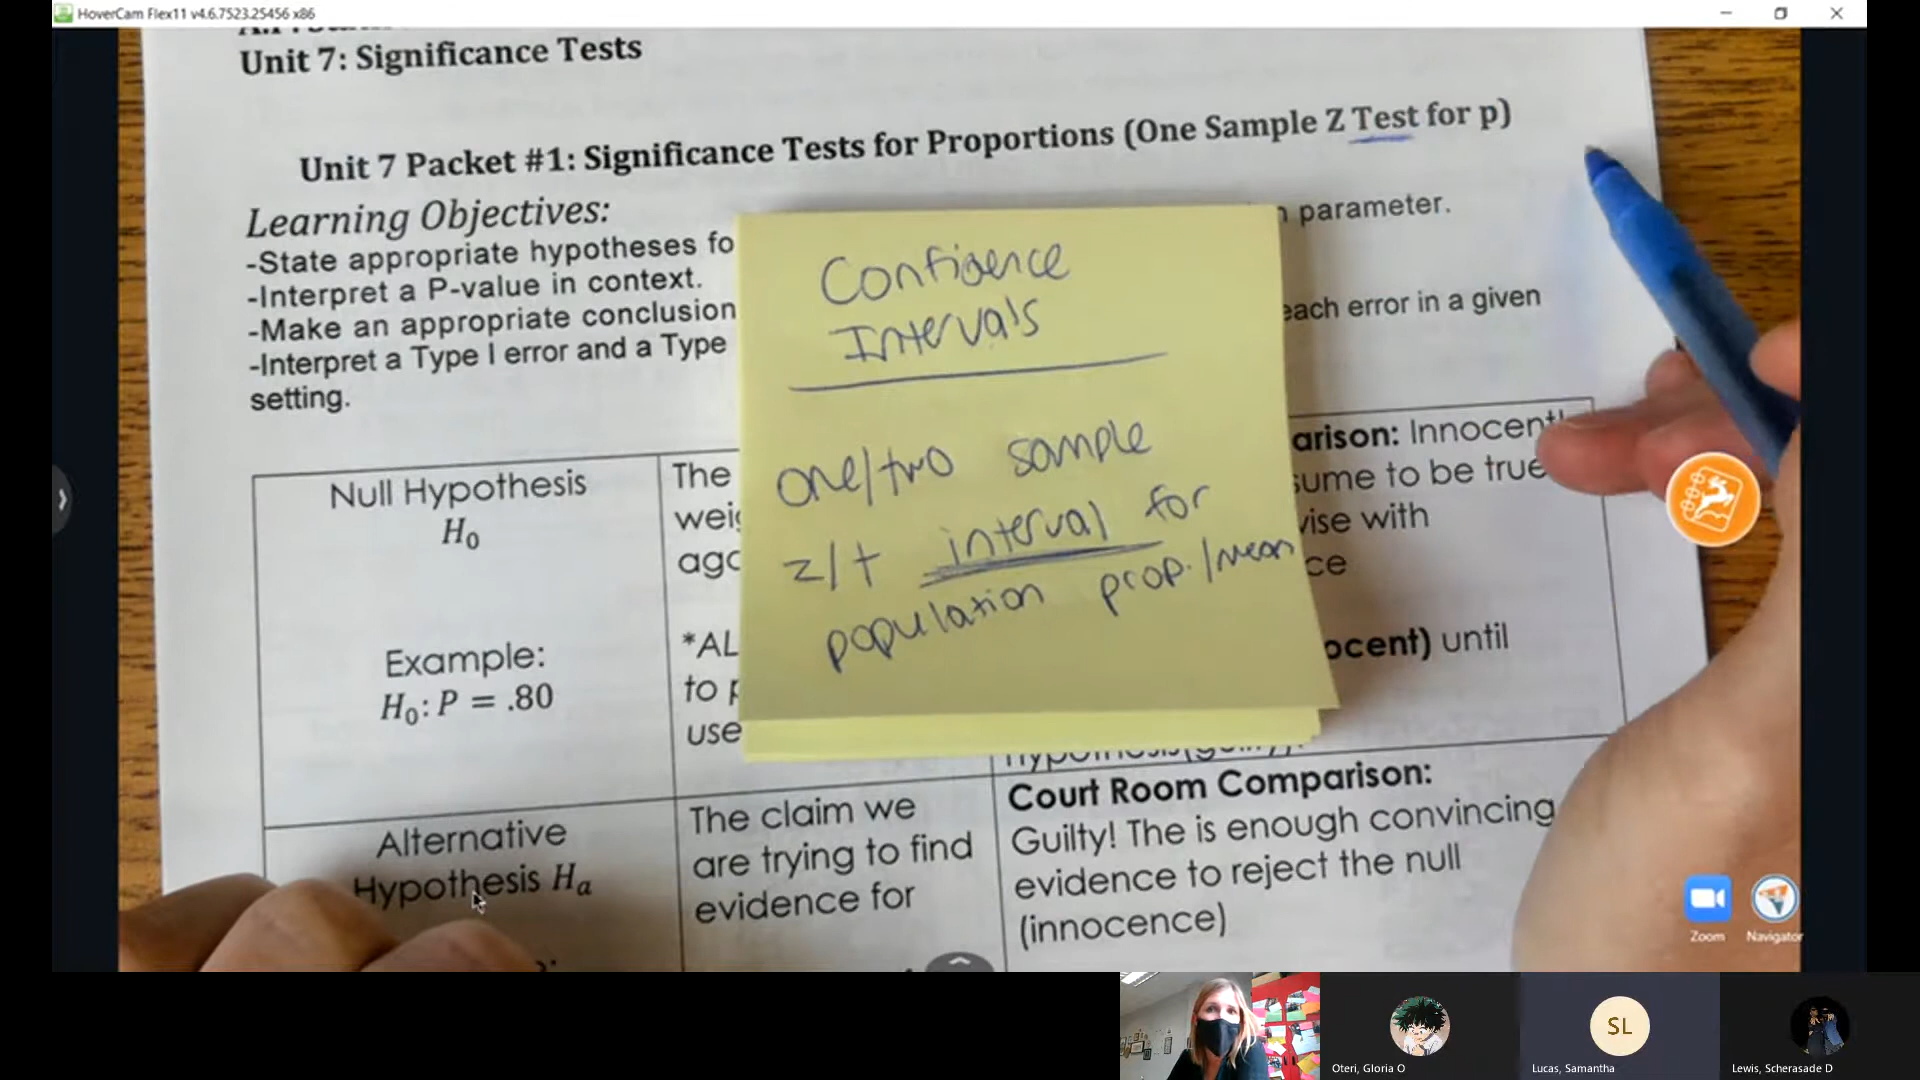 HoverCam Flex11 v4.6.7523.25456 x86
Unit 7: Significance Tests
Unit 7 Packet #1: Significance Tests for Proportions (One Sample Z Test for p)
Learning Objectives:
-State appropriate hypotheses fo
parameter.
-Interpret a P-value in context.
-Make an appropriate conclusion
each error in a given
-Interpret a Type I error and a Type
setting.
Confidence
Intervals
one/two sample
z/t interval for
population prop./mean
Null Hypothesis
H₀
Example:
H₀: P = .80
The
weig
aga
*AL
to p
use
arison: Innocent!
sume to be true
wise with
ce
ocent) until
Alternative
Hypothesis Hₐ
The claim we
are trying to find
evidence for
Court Room Comparison:
Guilty! The is enough convincing
evidence to reject the null
(innocence)
Zoom
Navigator
Oteri, Gloria O
SL
Lucas, Samantha
Lewis, Scherasade D